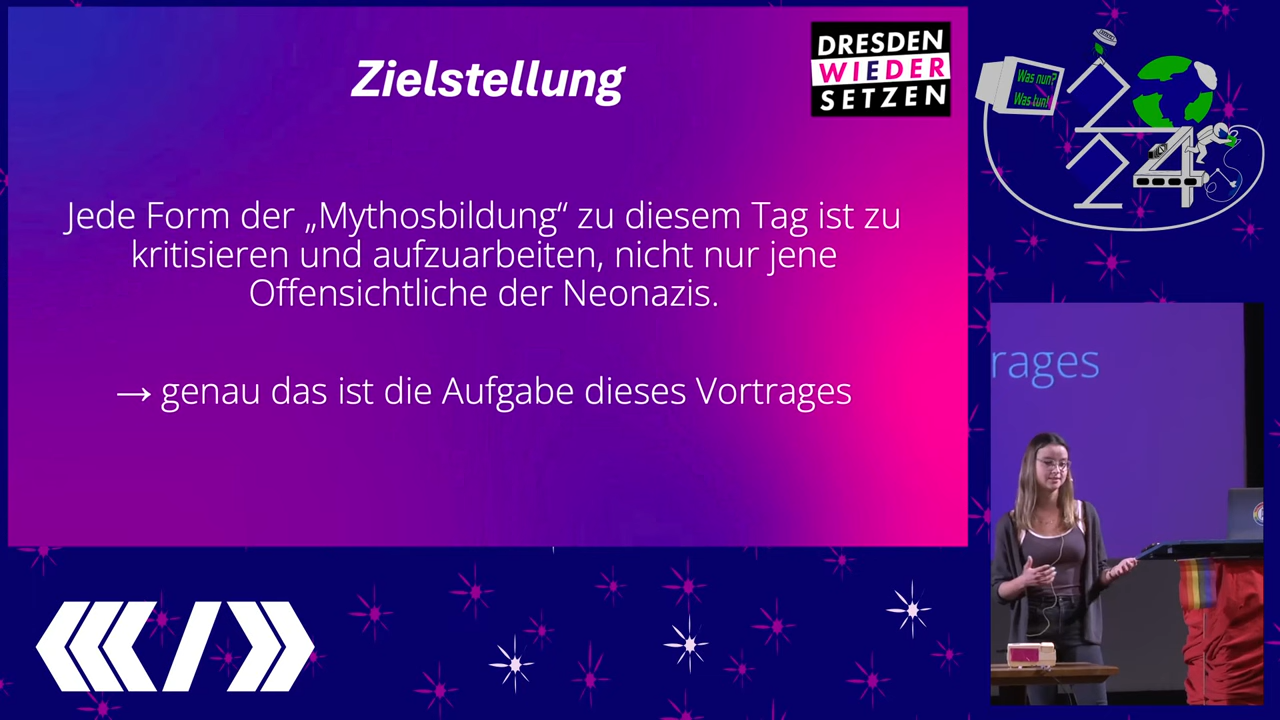 Zielstellung
DRESDEN
WIEDER
SETZEN
Jede Form der „Mythosbildung“ zu diesem Tag ist zu
kritisieren und aufzuarbeiten, nicht nur jene
Offensichtliche der Neonazis.
→ genau das ist die Aufgabe dieses Vortrages
Was nun?
Was tun!
2024
rages